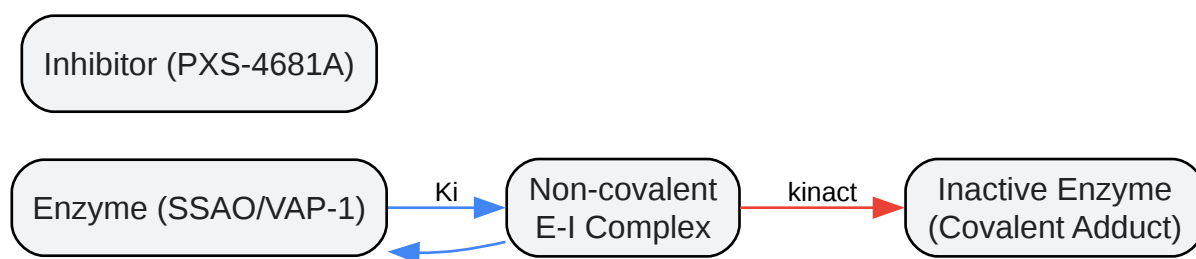 Inhibitor (PXS-4681A)
Enzyme (SSAO/VAP-1)
Ki
Non-covalent
E-I Complex
kinact
Inactive Enzyme
(Covalent Adduct)